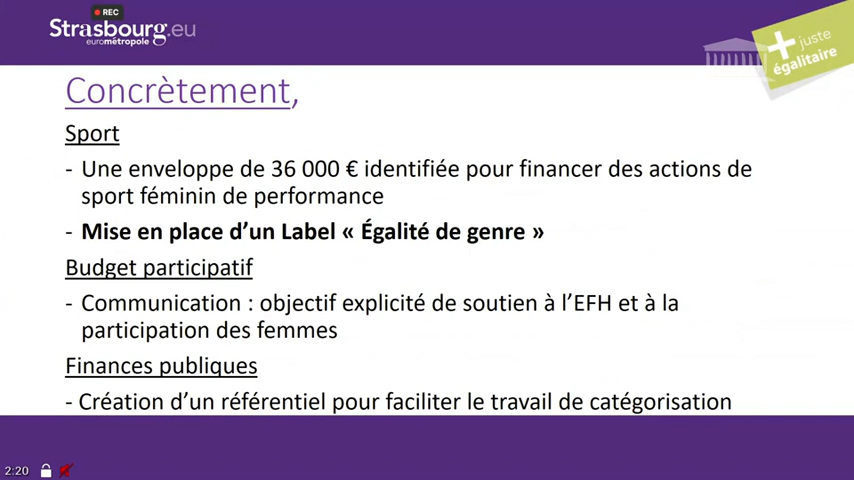 REC
Strasbourg.eu
eurométropole
+ juste
égalitaire
Concrètement,
Sport
- Une enveloppe de 36 000 € identifiée pour financer des actions de
sport féminin de performance
- Mise en place d’un Label « Égalité de genre »
Budget participatif
- Communication : objectif explicité de soutien à l’EFH et à la
participation des femmes
Finances publiques
- Création d’un référentiel pour faciliter le travail de catégorisation
2:20